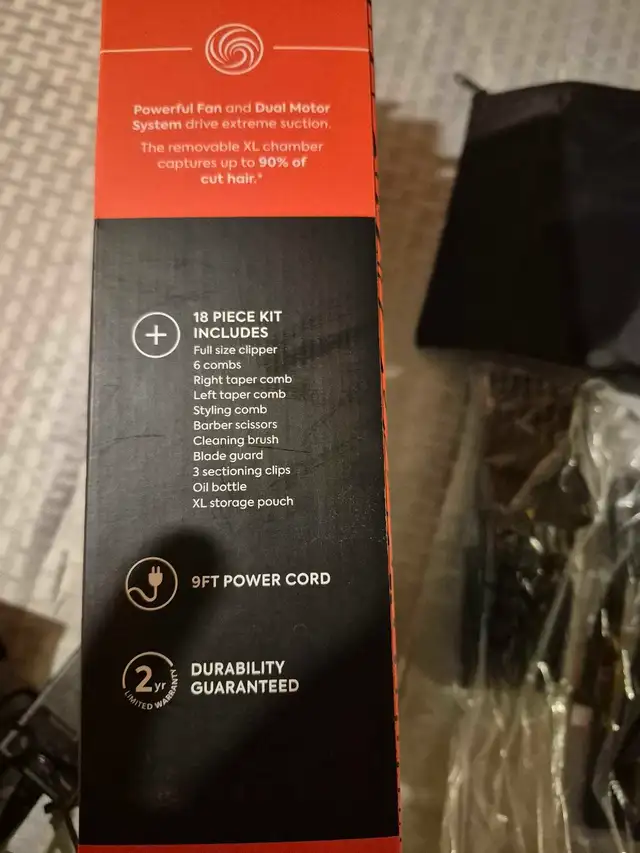 Powerful Fan and Dual Motor
System drive extreme suction.
The removable XL chamber
captures up to 90% of
cut hair.*
18 PIECE KIT
INCLUDES
Full size clipper
6 combs
Right taper comb
Left taper comb
Styling comb
Barber scissors
Cleaning brush
Blade guard
3 sectioning clips
Oil bottle
XL storage pouch
9FT POWER CORD
2yr
LIMITED WARRANTY
DURABILITY
GUARANTEED